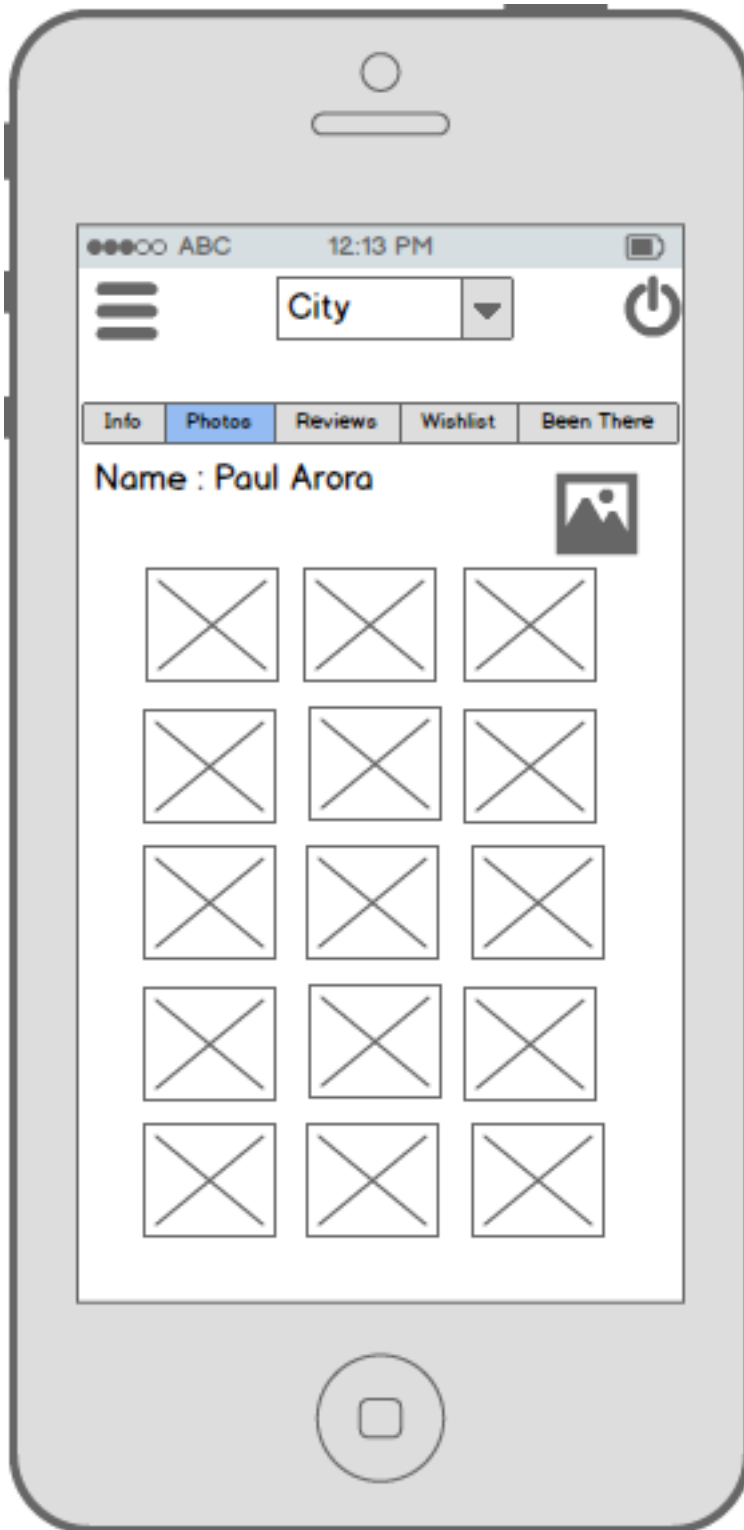 ABC 12:13 PM
City
Info Photos Reviews Wishlist Been There
Name : Paul Arora